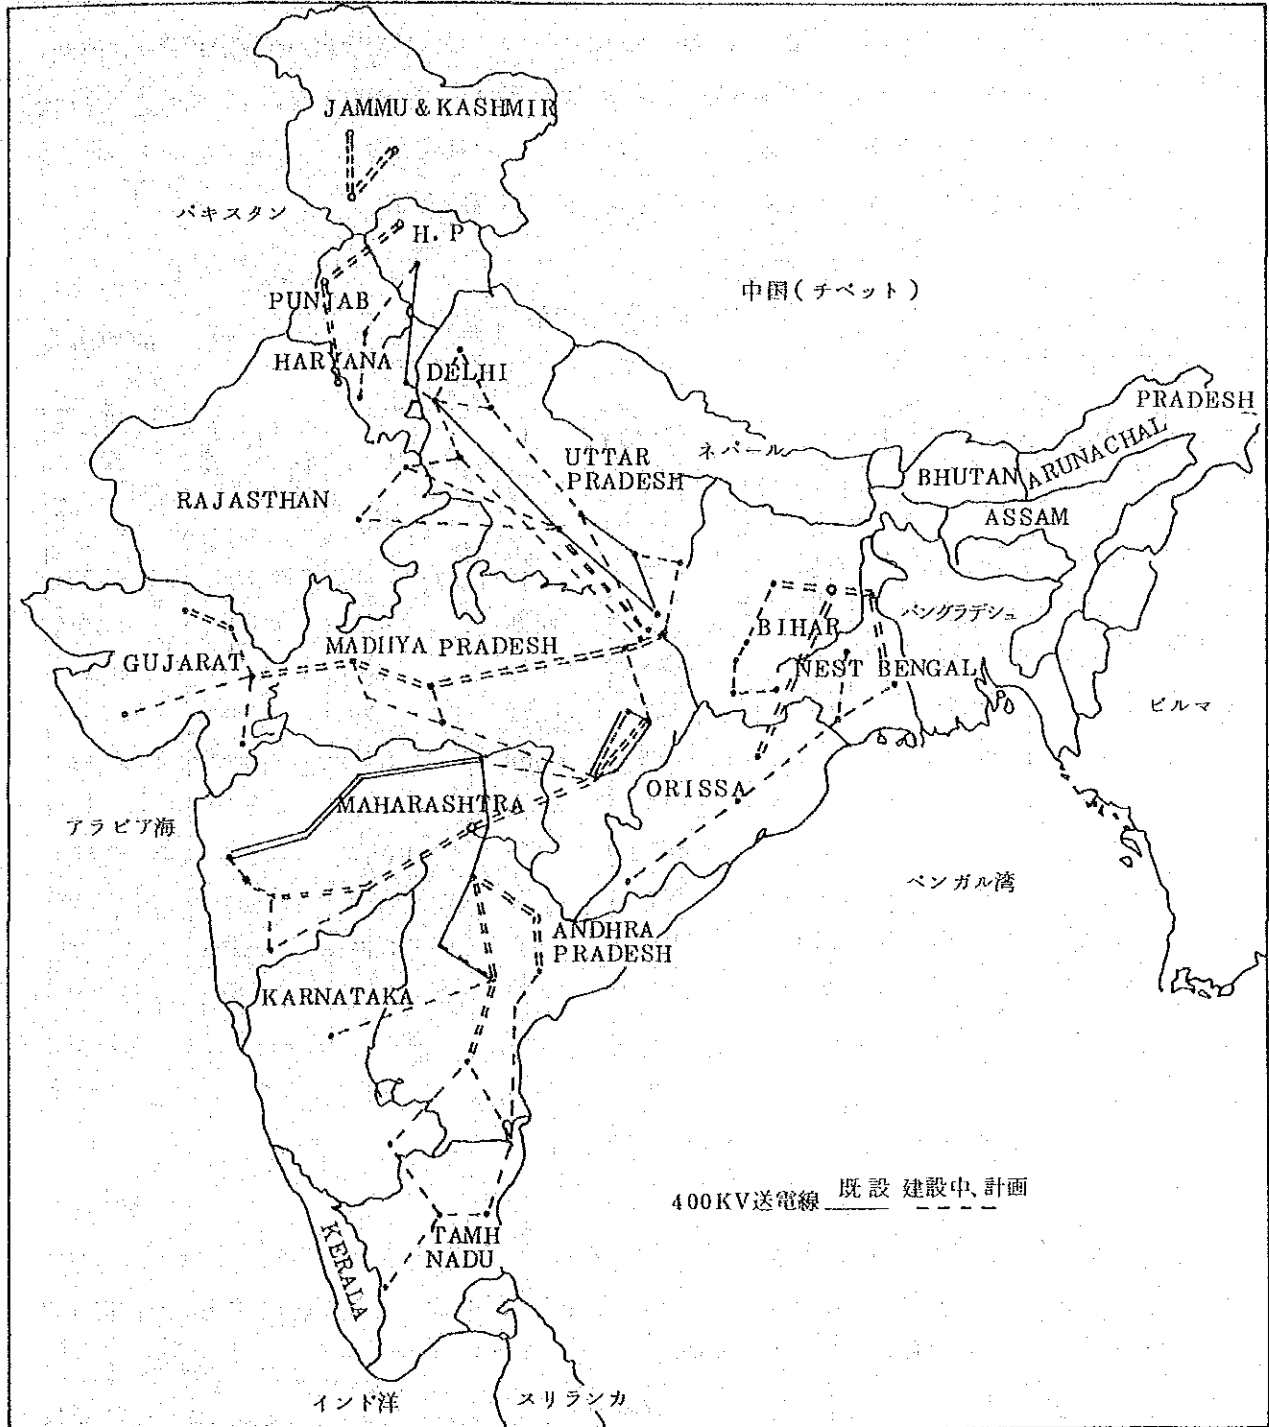 JAMMU & KASHMIR
パキスタン
H. P
中国(チベット)
PUNJAB
HARYANA
DELHI
PRADESH
ARUNACHAL
ネパール
UTTAR
PRADESH
BHUTAN
RAJASTHAN
ASSAM
バングラデシュ
BIHAR
MADHYA PRADESH
GUJARAT
NEST BENGAL
ビルマ
ORISSA
MAHARASHTRA
アラビア海
ベンガル湾
ANDHRA
PRADESH
KARNATAKA
400KV送電線 既設 建設中、計画
KERALA
TAMH
NADU
インド洋
スリランカ